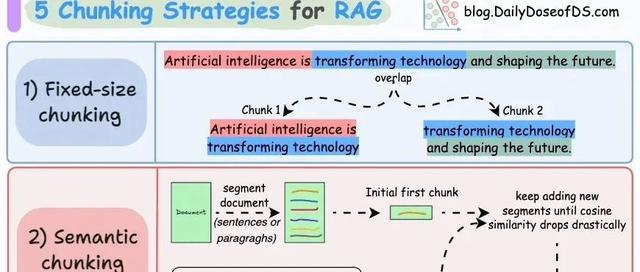 5 Chunking Strategies for RAG
blog.DailyDoseofDS.com
1) Fixed-size
chunking
Artificial intelligence is transforming technology and shaping the future.
overlap
Chunk 1
Chunk 2
Artificial intelligence is
transforming technology
transforming technology
and shaping the future.
2) Semantic
chunking
Document
segment
document
(sentences or
paragraghs)
Initial first chunk
keep adding new
segments until cosine
similarity drops drastically